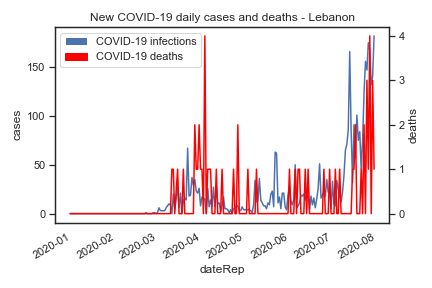 New COVID-19 daily cases and deaths - Lebanon
COVID-19 infections
COVID-19 deaths
cases
150
100
50
0
deaths
4
3
2
1
0
2020-01
2020-02
2020-03
2020-04
2020-05
2020-06
2020-07
2020-08
dateRep